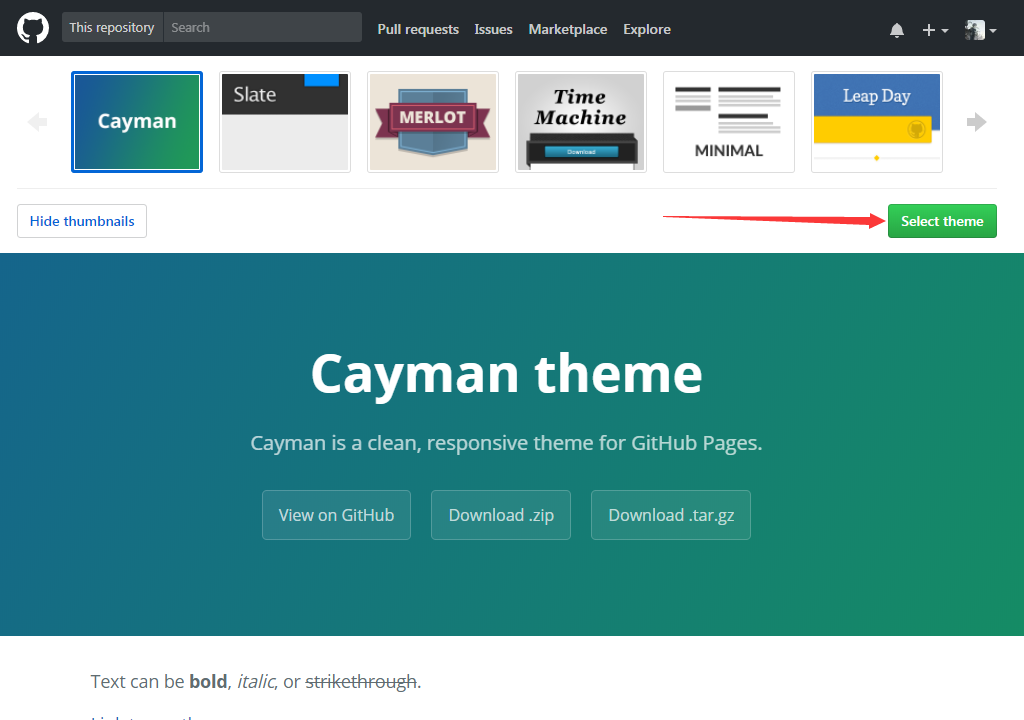 This repository Search Pull requests Issues Marketplace Explore
Cayman
Slate
MERLOT
Time
Machine
Download
MINIMAL
Leap Day
Hide thumbnails
Select theme
Cayman theme
Cayman is a clean, responsive theme for GitHub Pages.
View on GitHub Download .zip Download .tar.gz
Text can be bold, italic, or strikethrough.